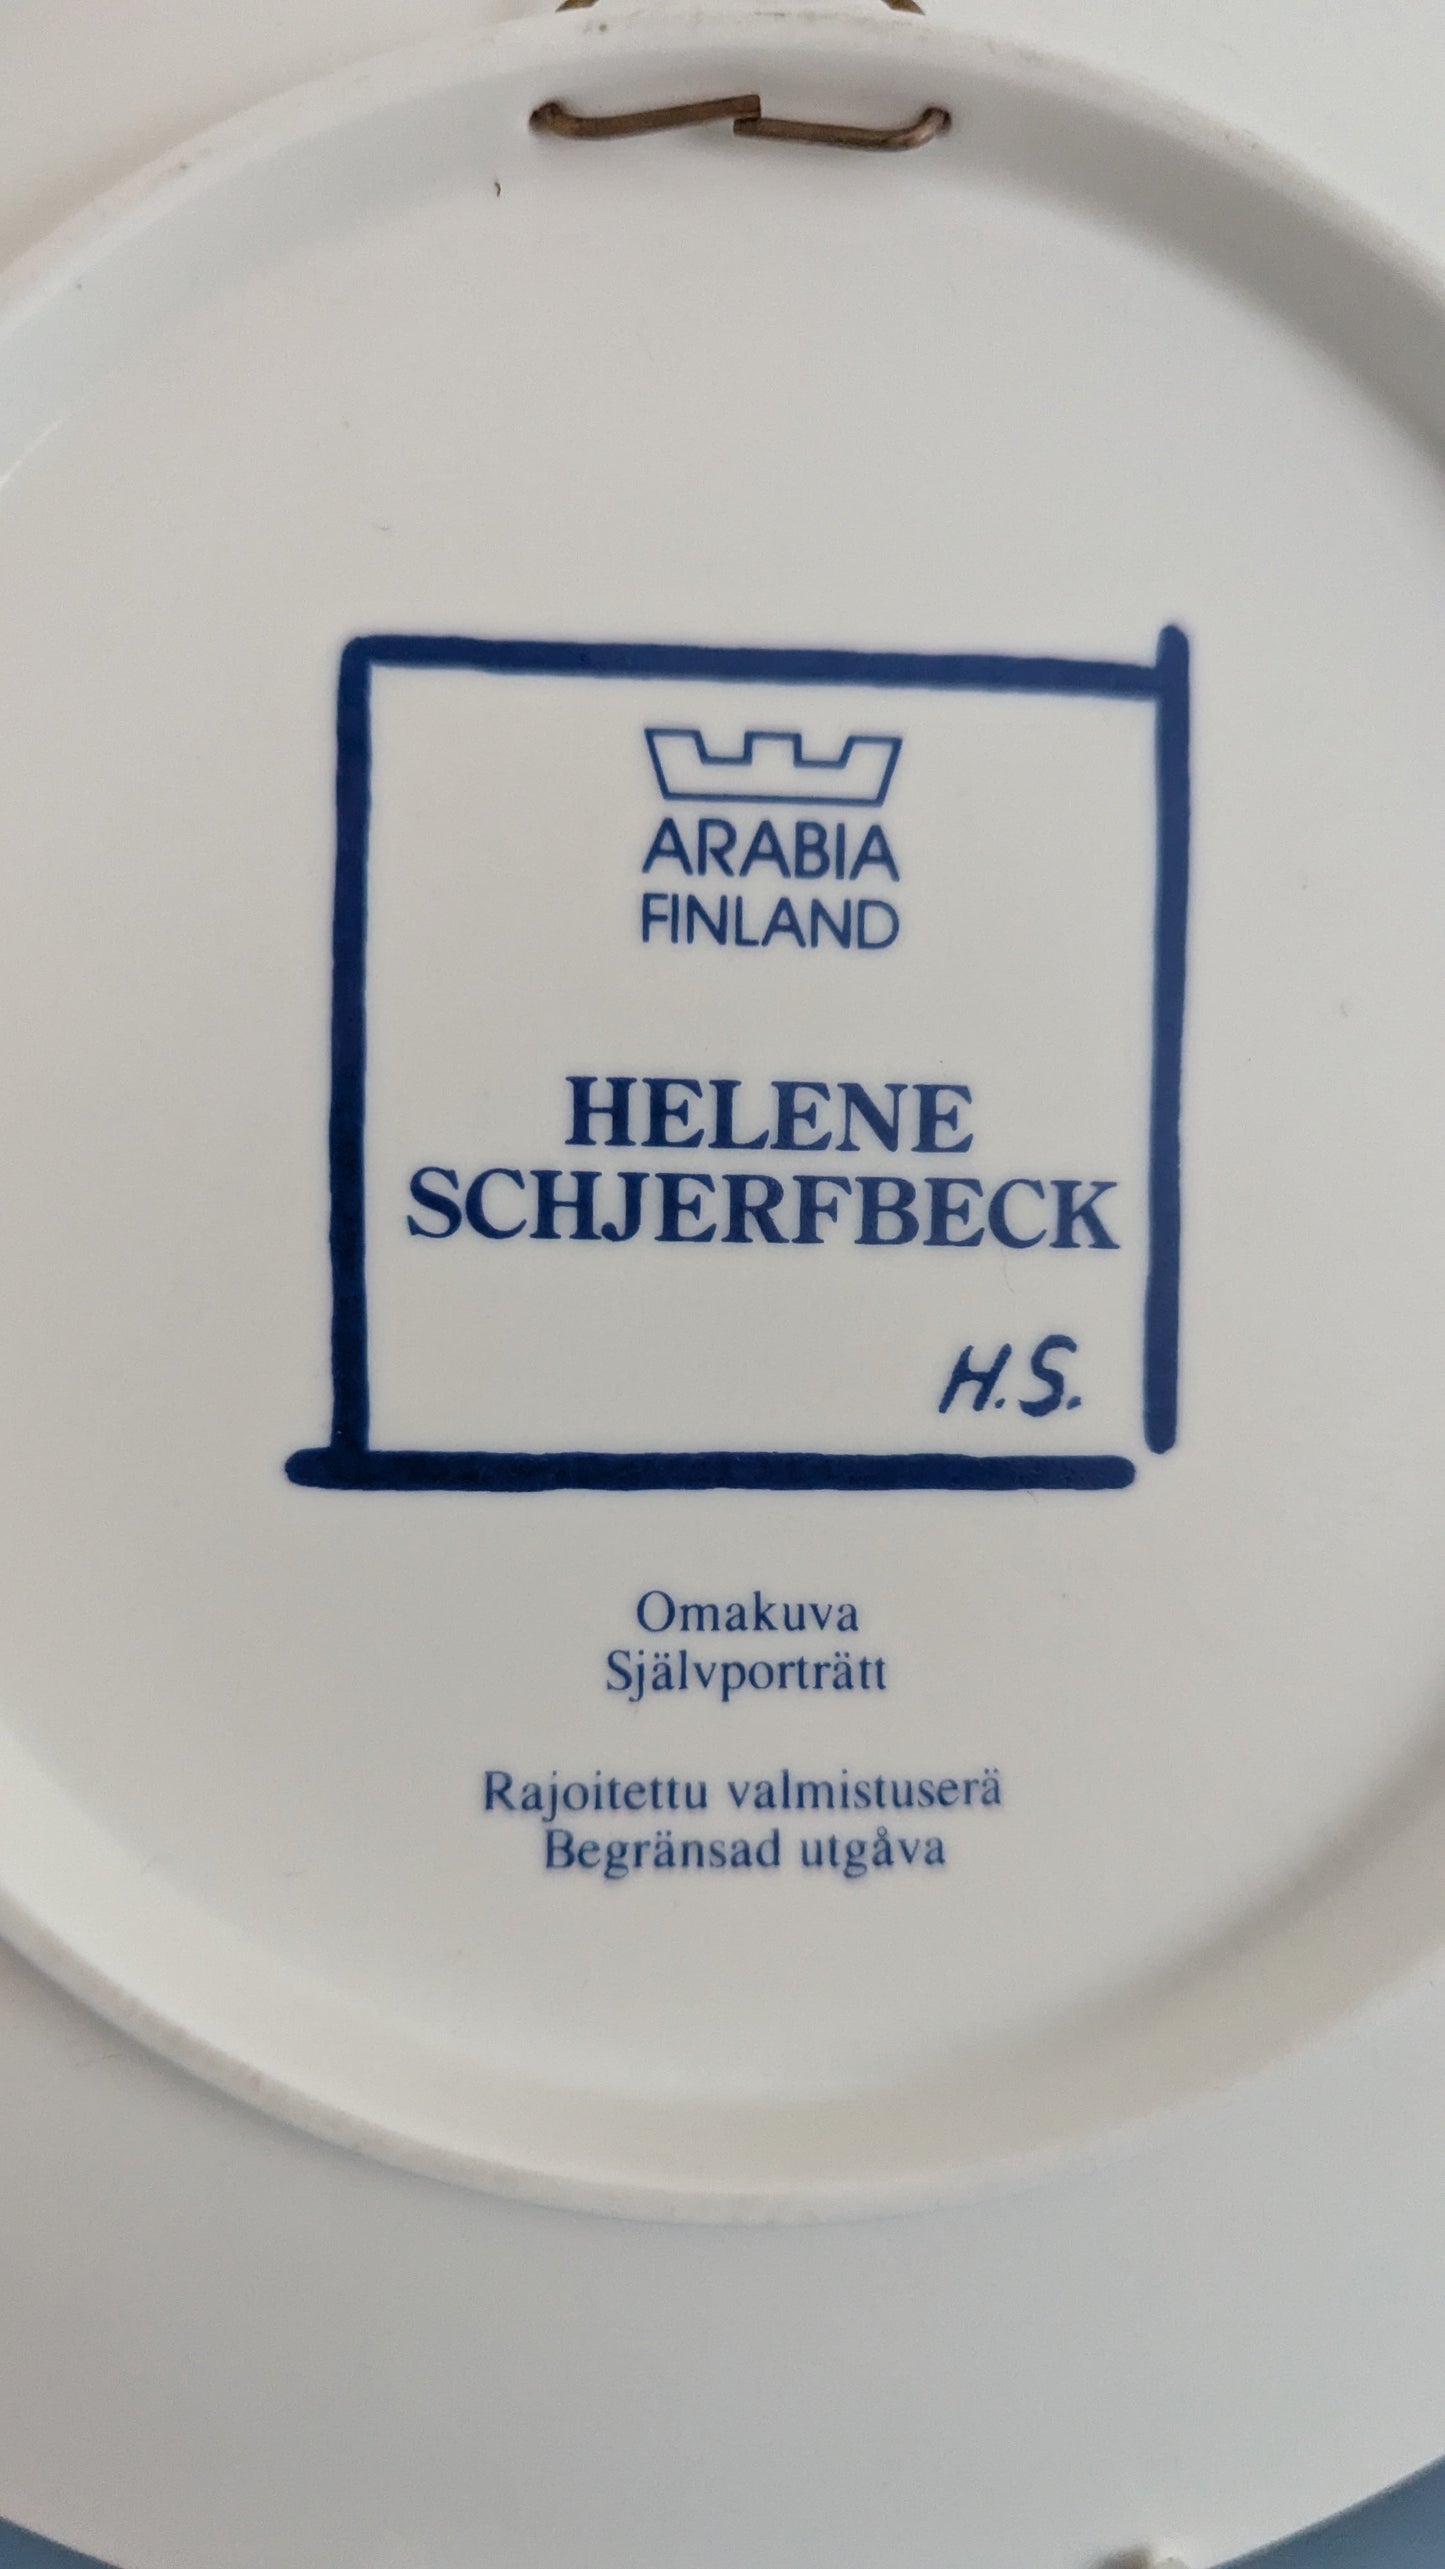 ARABIA
FINLAND
HELENE
SCHJERFBECK
H.S.
Omakuva
Självporträtt
Rajoitettu valmistuserä
Begränsad utgåva